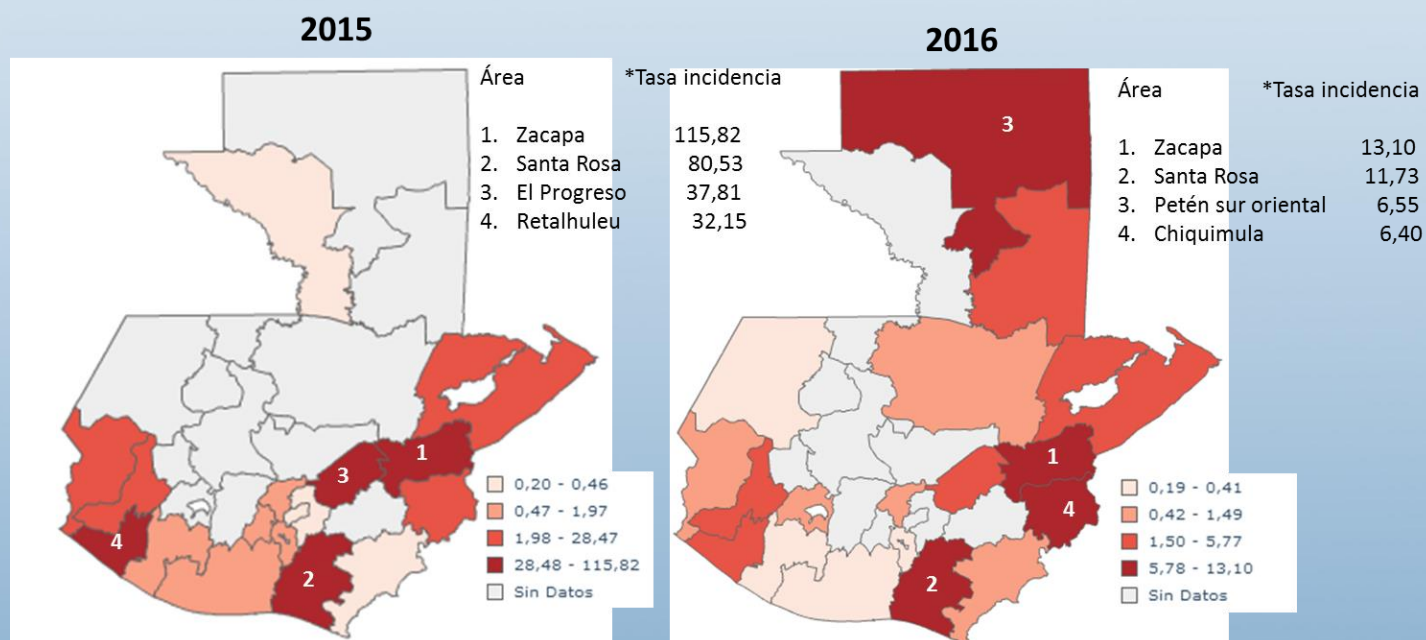 2015
Área *Tasa incidencia
1. Zacapa 115,82
2. Santa Rosa 80,53
3. El Progreso 37,81
4. Retalhuleu 32,15
3
1
4
2
0,20 - 0,46
0,47 - 1,97
1,98 - 28,47
28,48 - 115,82
Sin Datos
2016
Área *Tasa incidencia
1. Zacapa 13,10
2. Santa Rosa 11,73
3. Petén sur oriental 6,55
4. Chiquimula 6,40
3
1
4
2
0,19 - 0,41
0,42 - 1,49
1,50 - 5,77
5,78 - 13,10
Sin Datos